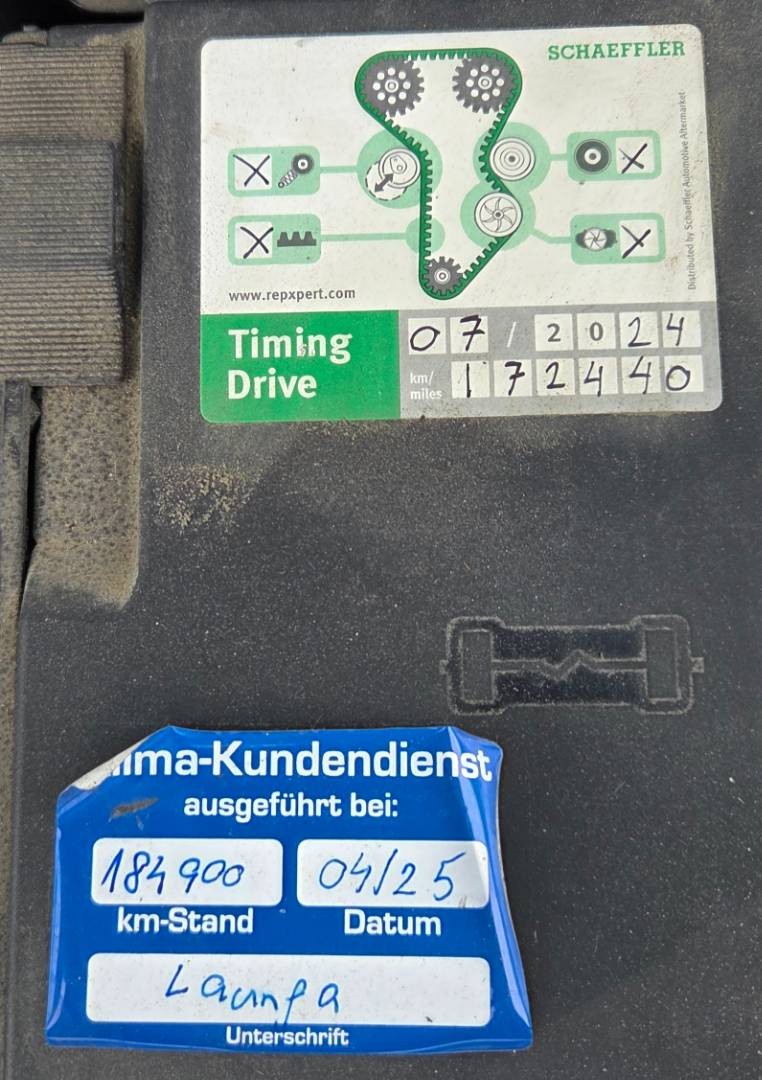 SCHAEFFLER
Distributed by Schaeffler Automotive Aftermarket
www.repxpert.com
Timing
Drive
07 / 2024
km/
miles
172440
lima-Kundendienst
ausgeführt bei:
184900
04/25
km-Stand
Datum
Unterschrift